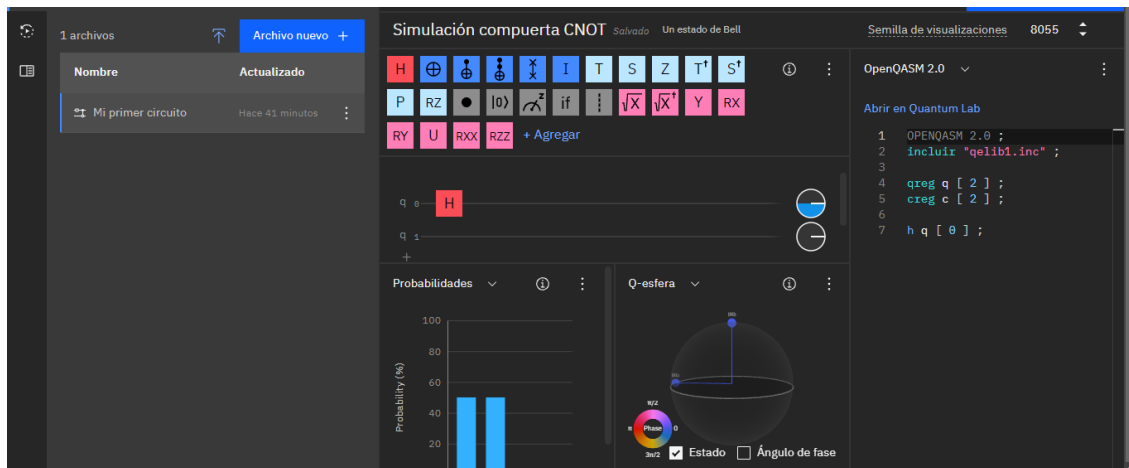 1 archivos
Archivo nuevo +
Nombre Actualizado
Mi primer circuito Hace 41 minutos
Simulación compuerta CNOT Salvado Un estado de Bell
Semilla de visualizaciones 8055
H I T S Z T† S†
P RZ |0⟩ z if √X √X† Y RX
RY U RXX RZZ + Agregar
q 0 H
q 1
+
Probabilidades
100
80
60
40
20
Probability (%)
Q-esfera
π/2
π Phase 0
3π/2
Estado Ángulo de fase
OpenQASM 2.0
Abrir en Quantum Lab
1 OPENQASM 2.0 ;
2 incluir "qelib1.inc" ;
3
4 qreg q [ 2 ] ;
5 creg c [ 2 ] ;
6
7 h q [ 0 ] ;